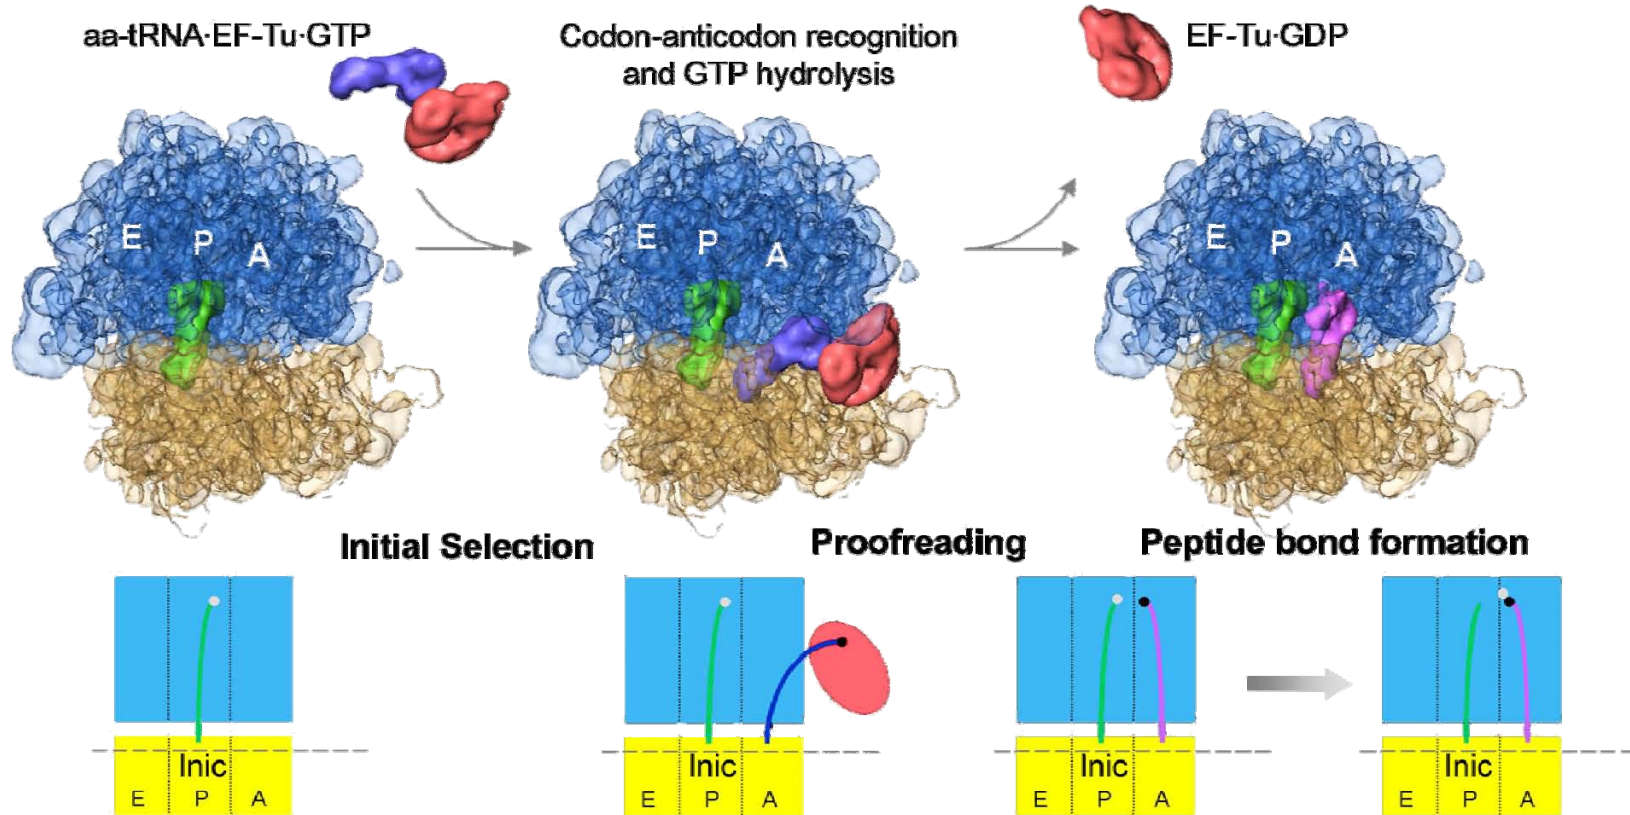 aa-tRNA·EF-Tu·GTP
Codon-anticodon recognition
and GTP hydrolysis
EF-Tu·GDP
E P A
E P A
E P A
Initial Selection
Proofreading
Peptide bond formation
Inic
E P A
Inic
E P A
Inic
E P A
Inic
E P A